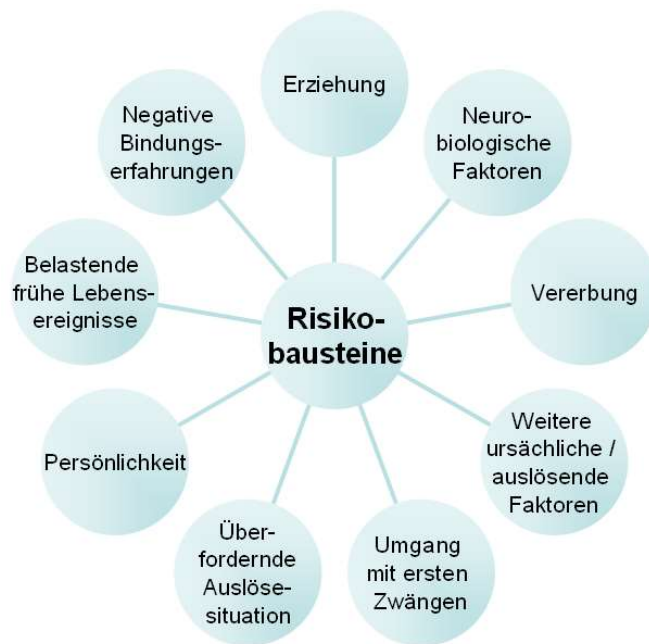 Erziehung
Neuro-
biologische
Faktoren
Vererbung
Weitere
ursächliche /
auslösende
Faktoren
Umgang
mit ersten
Zwängen
Über-
fordernde
Auslöse-
situation
Persönlichkeit
Belastende
frühe Lebens-
ereignisse
Negative
Bindungs-
erfahrungen
Risiko-
bausteine